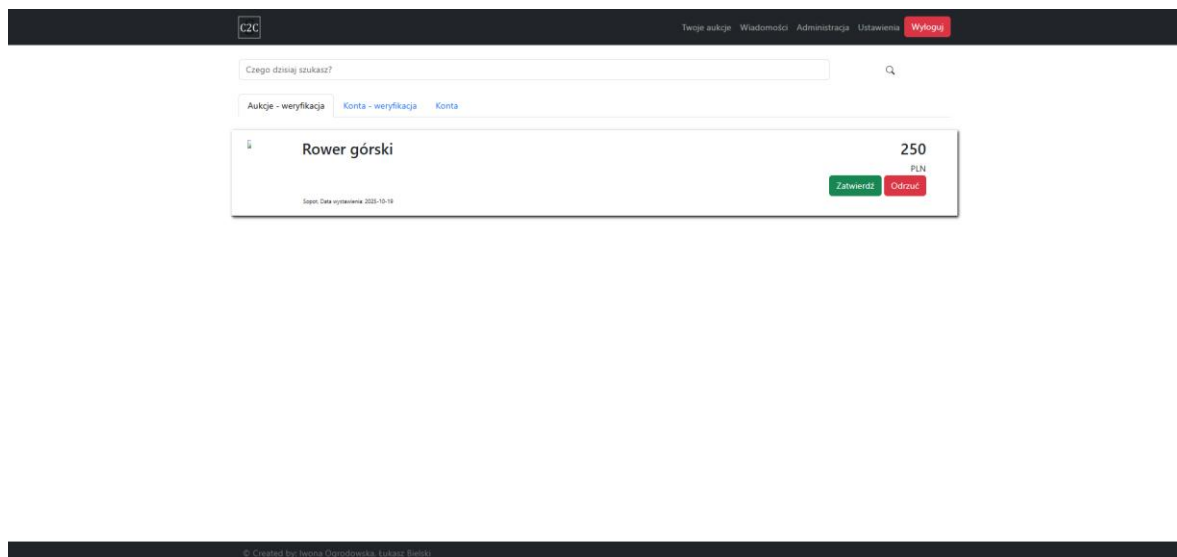 C2C Twoje aukcje Wiadomości Administracja Ustawienia Wyloguj
Czego dzisiaj szukasz?
Aukcje - weryfikacja Konta - weryfikacja Konta
Rower górski 250
PLN
Zatwierdź Odrzuć
Sopot, Data wystawienia 2020-10-19
© Created by: Iwona Ogrodowska, Łukasz Bielski